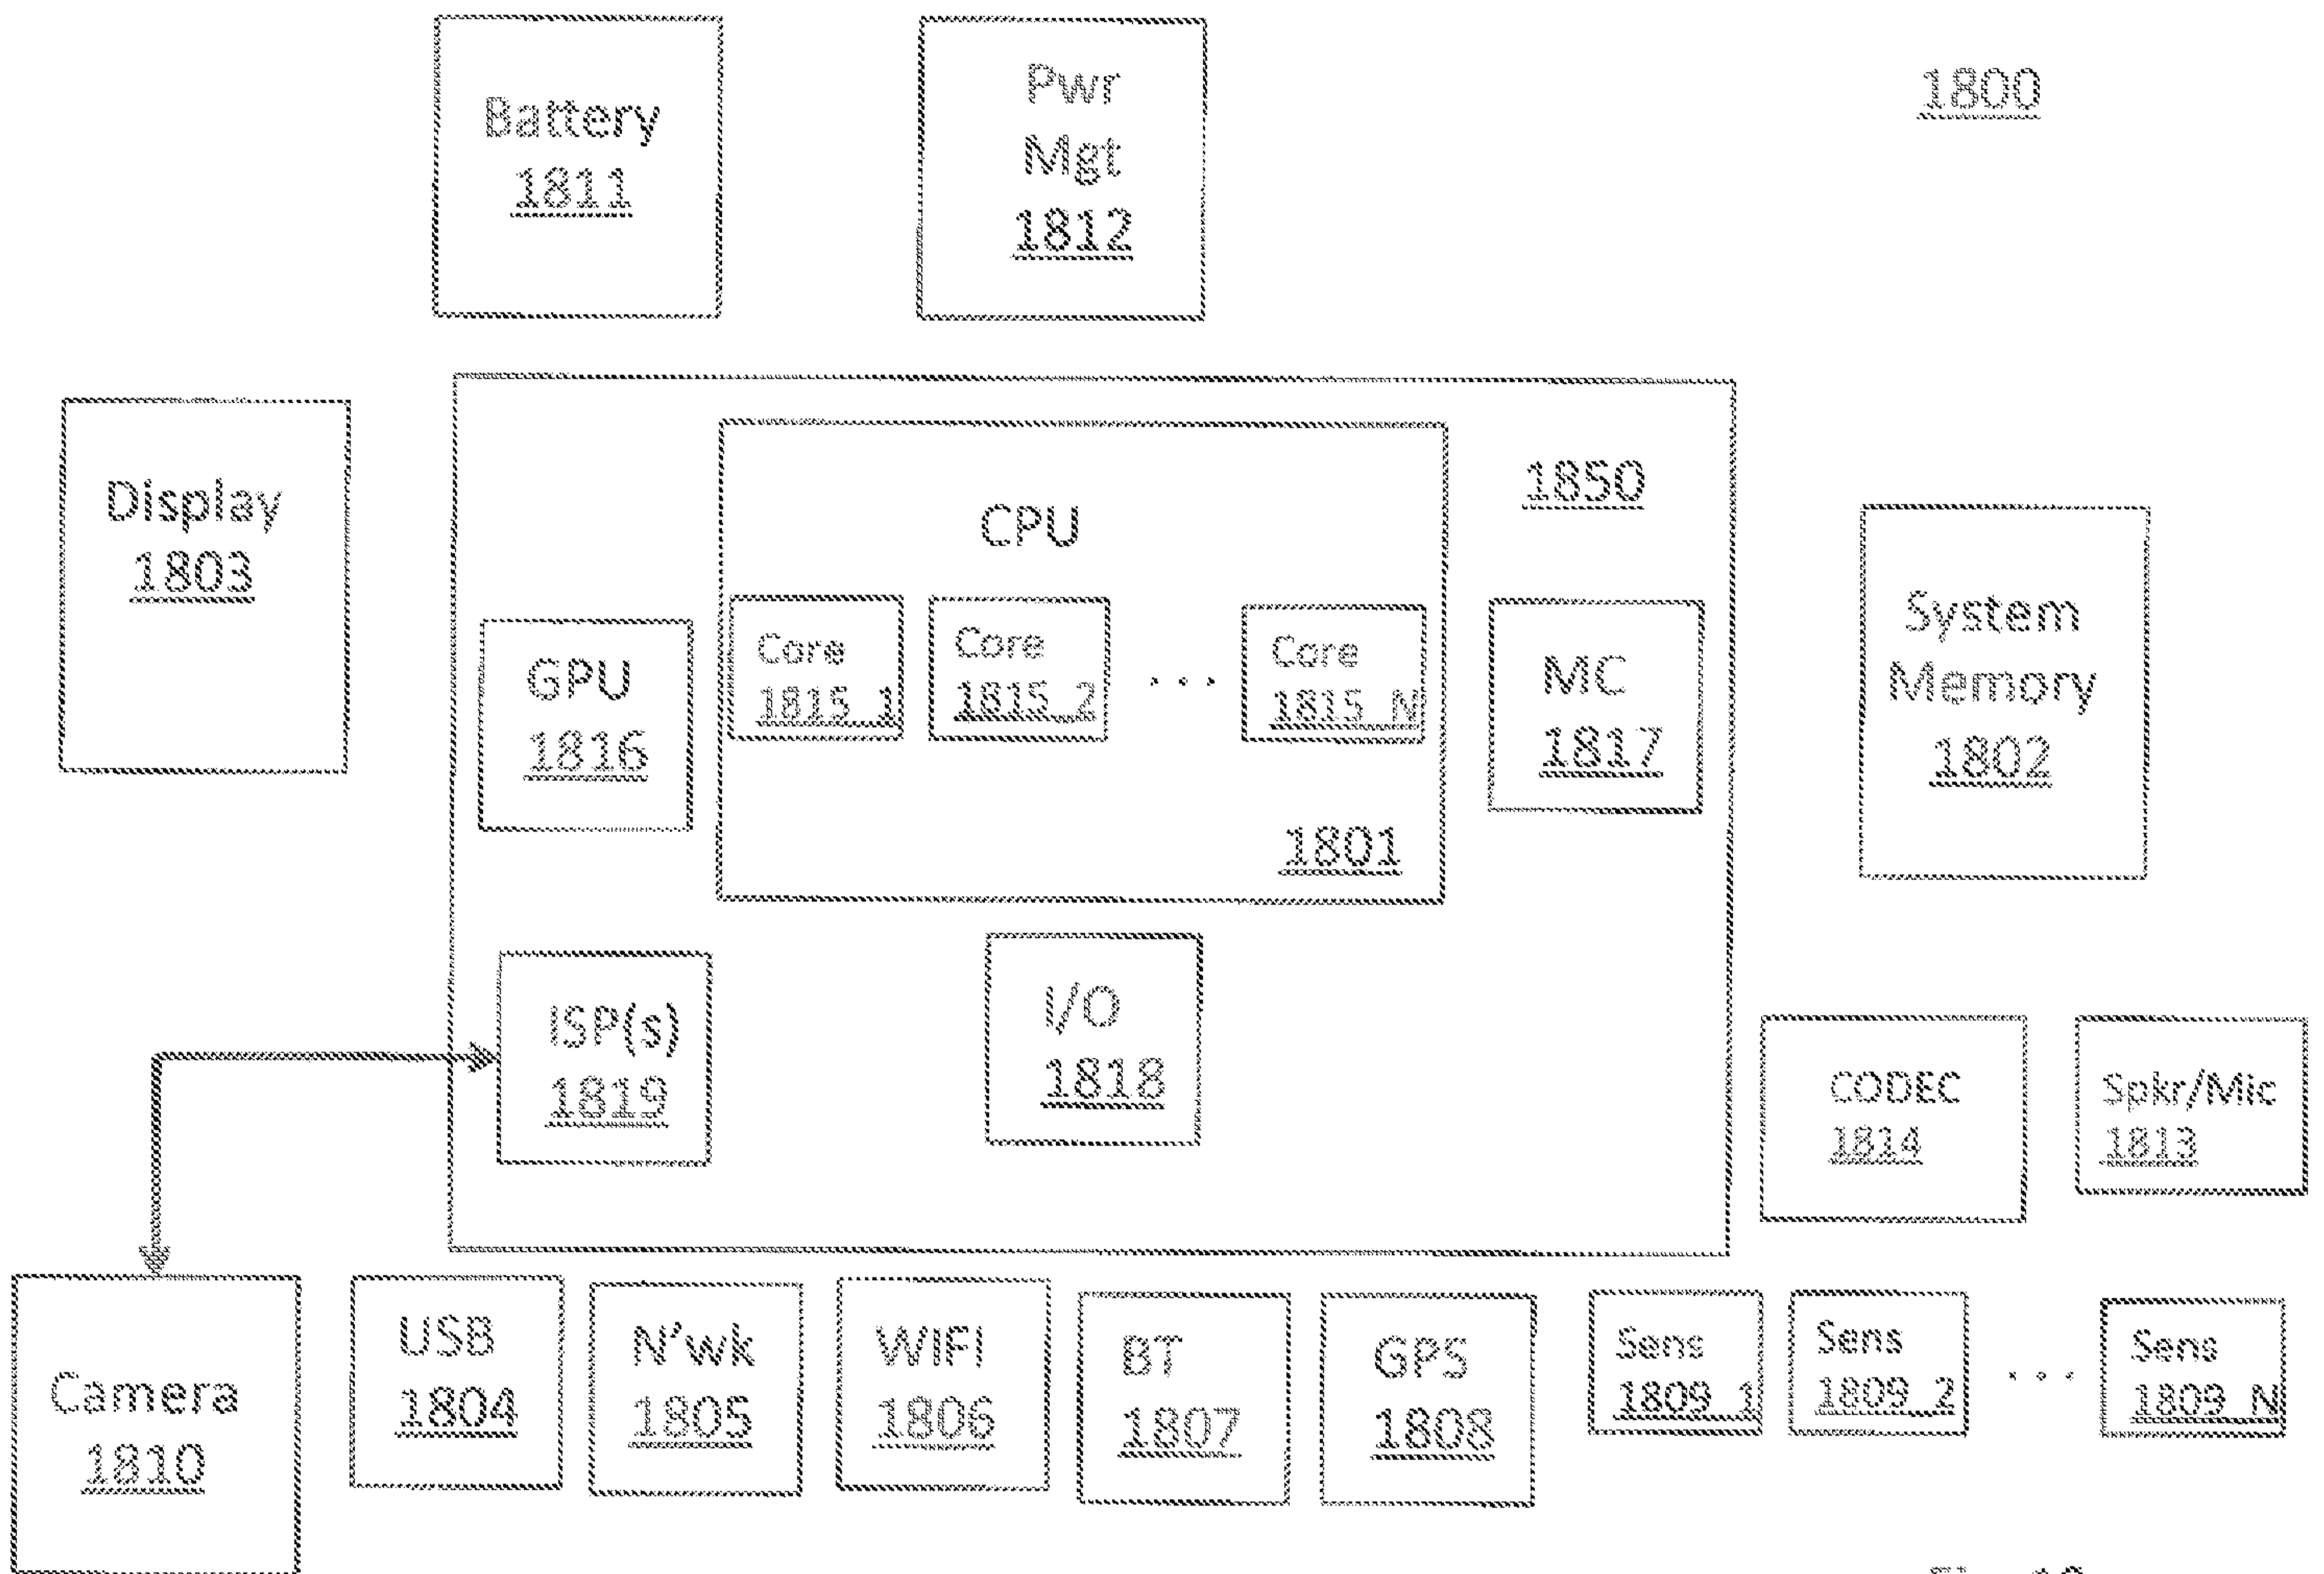 Battery
1811
Pwr
Mgt
1812
1800
Display
1803
CPU
1850
GPU
1816
Core
1815_1
Core
1815_2
...
Core
1815_N
MC
1817
1801
System
Memory
1802
ISP(s)
1819
I/O
1818
CODEC
1814
Spkr/Mic
1813
Camera
1810
USB
1804
N'wk
1805
WIFI
1806
BT
1807
GPS
1808
Sens
1809_1
Sens
1809_2
...
Sens
1809_N